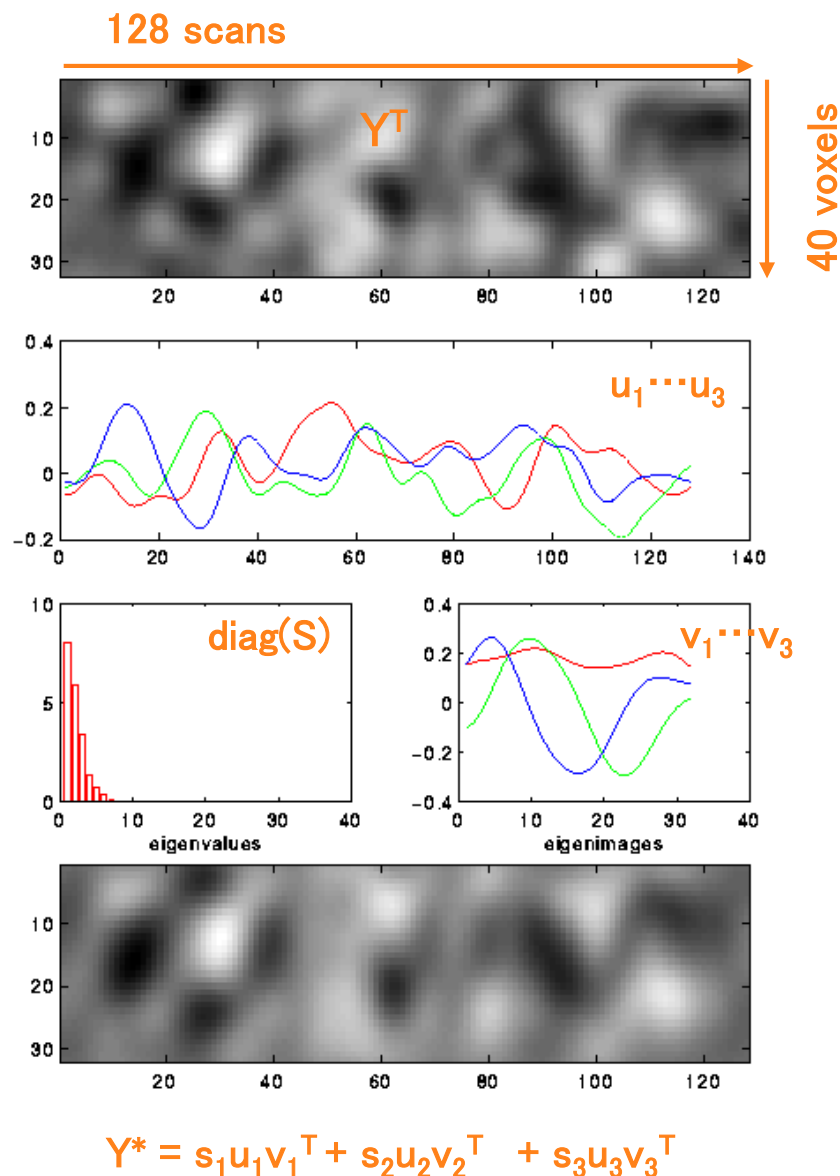 128 scans
Y^T
40 voxels
10
20
30
20 40 60 80 100 120
0.4
0.2
0
-0.2
u_1 ⋯ u_3
0 20 40 60 80 100 120 140
10
5
0
diag(S)
0 10 20 30 40
eigenvalues
0.4
0.2
0
-0.2
-0.4
v_1 ⋯ v_3
0 10 20 30 40
eigenimages
10
20
30
20 40 60 80 100 120
Y* = s_1u_1v_1^T + s_2u_2v_2^T + s_3u_3v_3^T